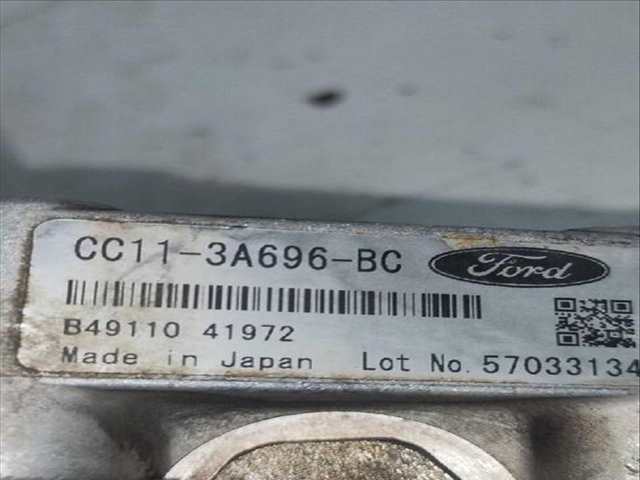 CC11-3A696-BC Ford
B49110 41972
Made in Japan Lot No. 57033134